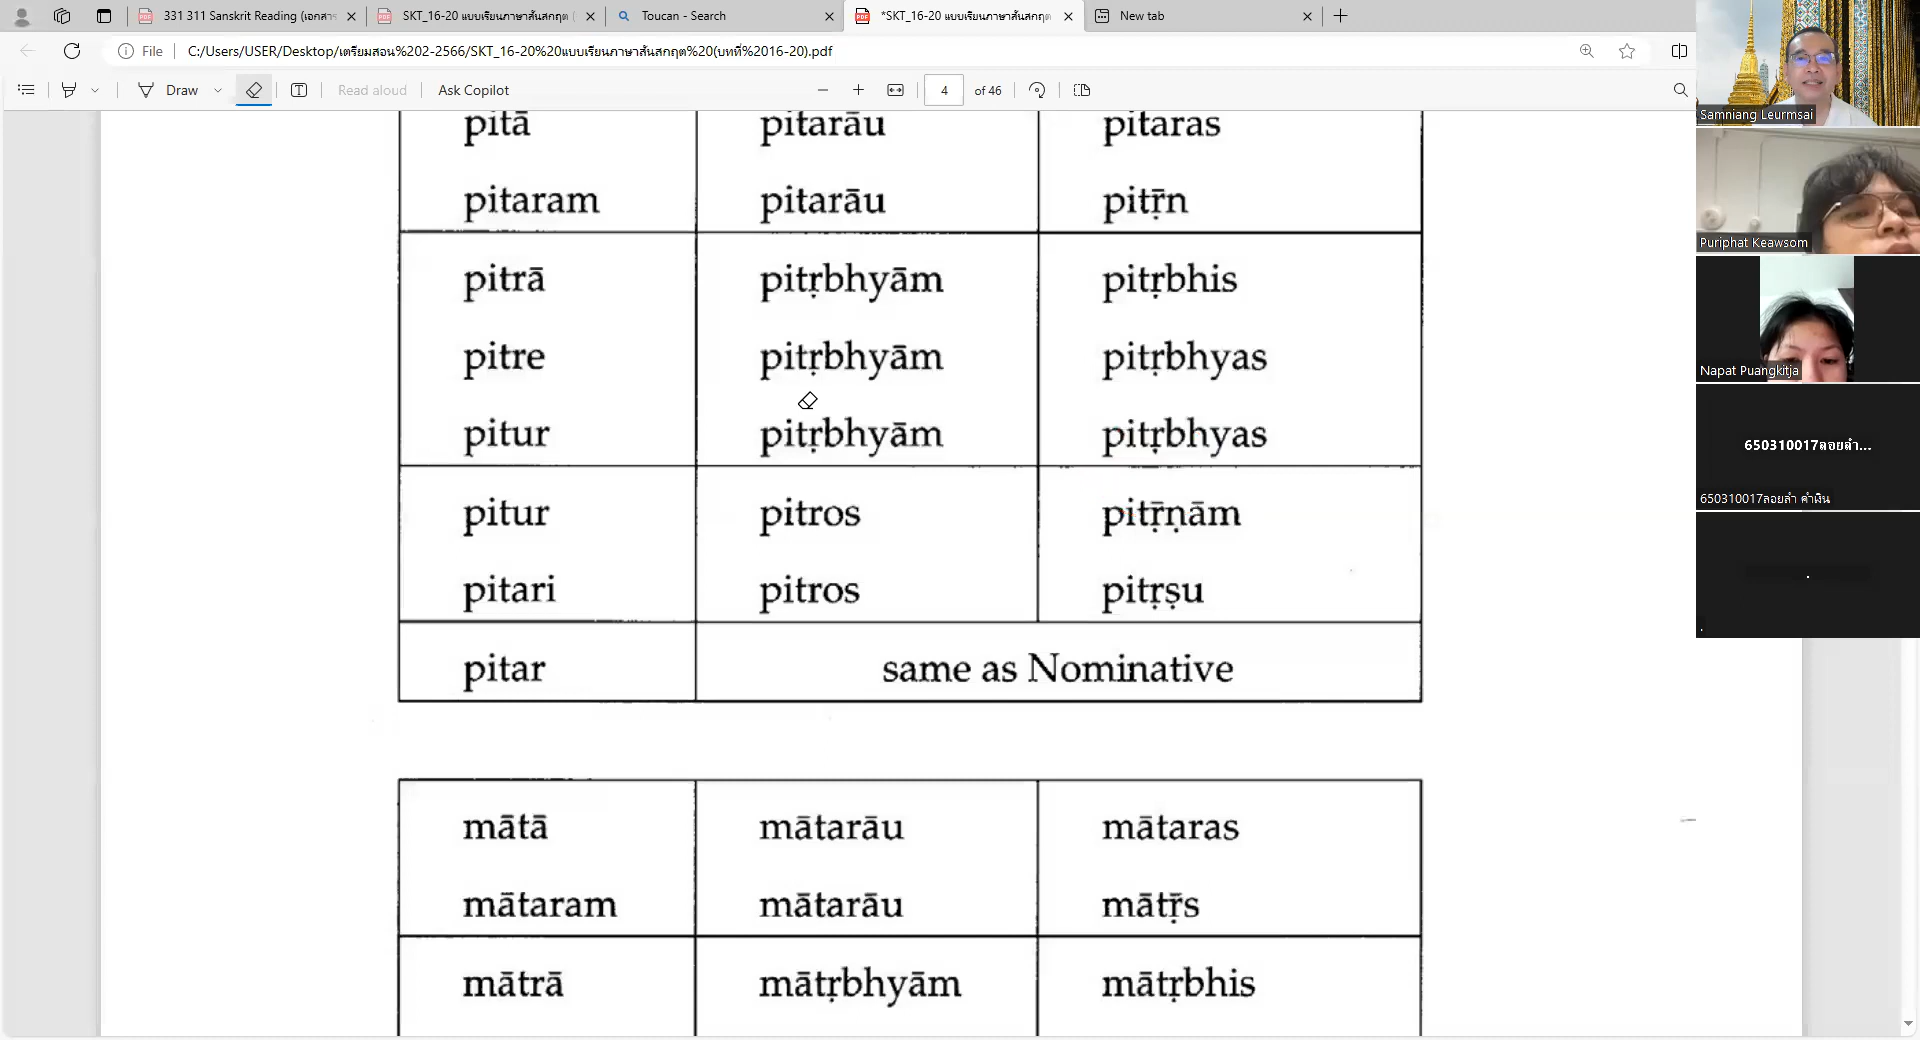 331 311 Sanskrit Reading (เอกสาร
SKT_16-20 แบบเรียนภาษาสันสกฤต (
Toucan - Search
*SKT_16-20 แบบเรียนภาษาสันสกฤต
New tab
File
C:/Users/USER/Desktop/เตรียมสอน%202-2566/SKT_16-20%20แบบเรียนภาษาสันสกฤต%20(บทที่%2016-20).pdf
Draw
Read aloud
Ask Copilot
4 of 46
pitā pitarāu pitaras
pitaram pitarāu pitṝn
pitrā pitṛbhyām pitṛbhis
pitre pitṛbhyām pitṛbhyas
pitur pitṛbhyām pitṛbhyas
pitur pitros pitṝṇām
pitari pitros pitṛṣu
pitar same as Nominative
mātā mātarāu mātaras
mātaram mātarāu mātṝs
mātrā mātṛbhyām mātṛbhis
Samniang Leurmsai
Puriphat Keawsom
Napat Puangkitja
650310017ลอยลำ...
650310017ลอยลำ คำผิน
.
.